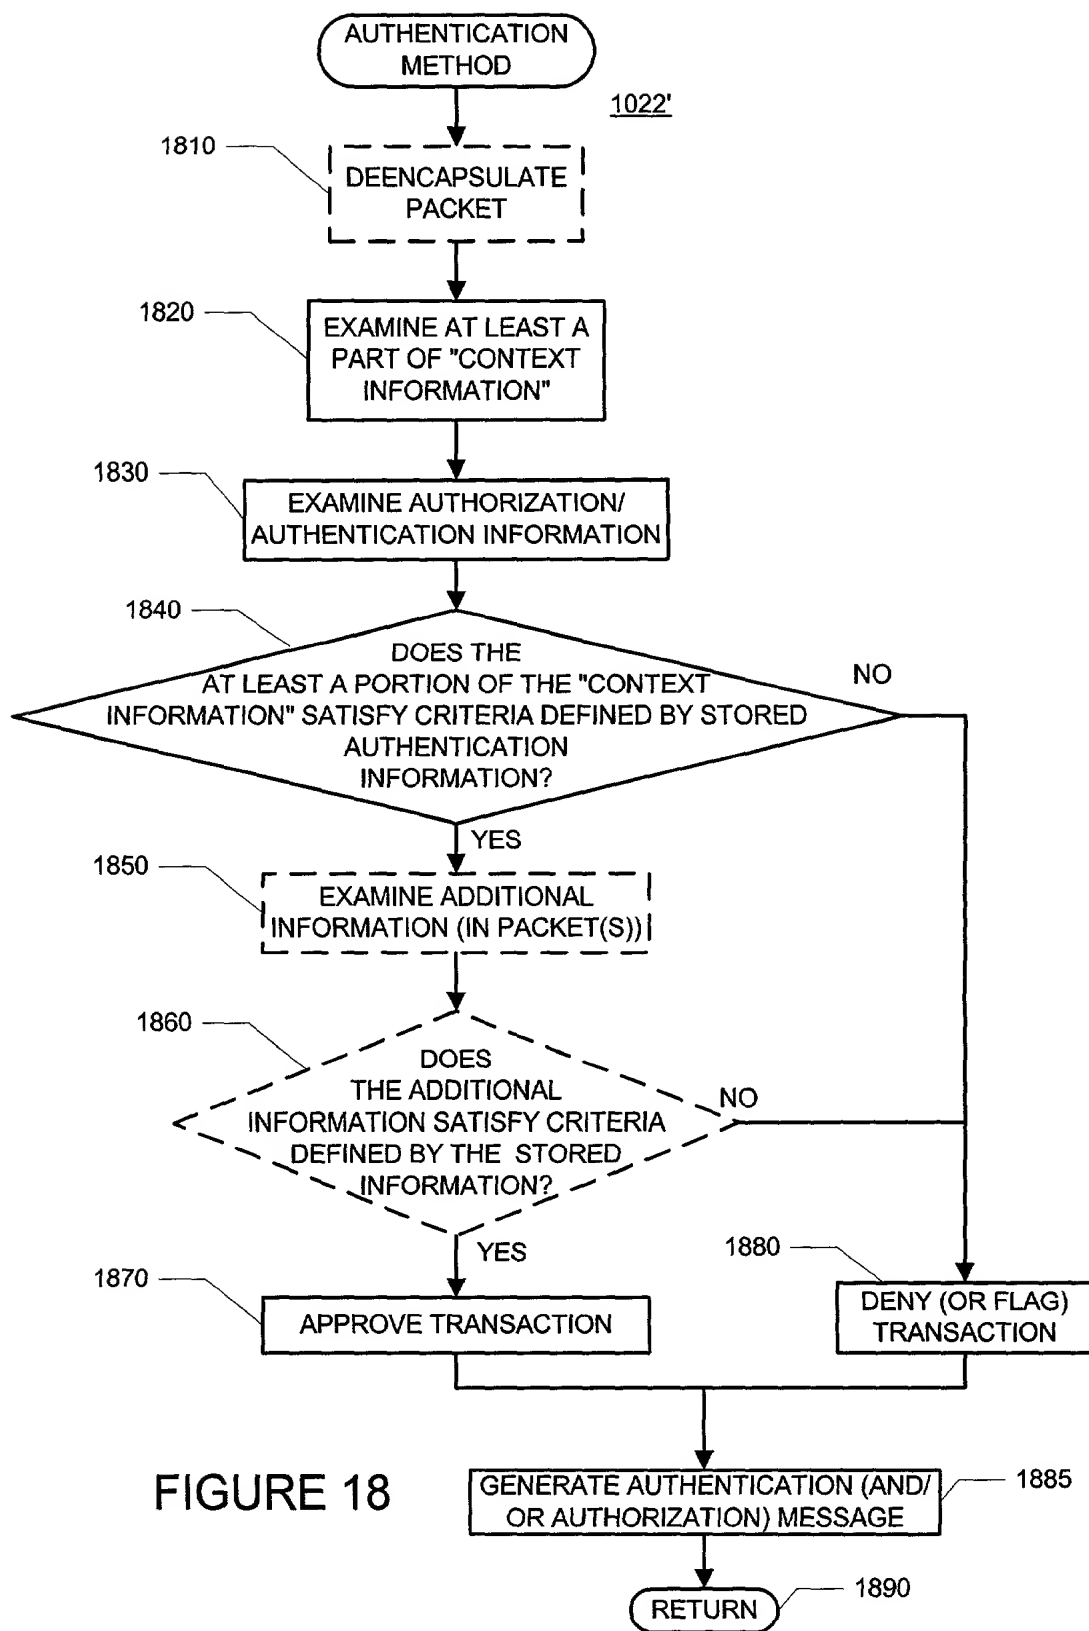 AUTHENTICATION
METHOD
1022'
1810
DEENCAPSULATE
PACKET
1820
EXAMINE AT LEAST A
PART OF "CONTEXT
INFORMATION"
1830
EXAMINE AUTHORIZATION/
AUTHENTICATION INFORMATION
1840
DOES THE
AT LEAST A PORTION OF THE "CONTEXT
INFORMATION" SATISFY CRITERIA DEFINED BY STORED
AUTHENTICATION
INFORMATION?
NO
YES
1850
EXAMINE ADDITIONAL
INFORMATION (IN PACKET(S))
1860
DOES
THE ADDITIONAL
INFORMATION SATISFY CRITERIA
DEFINED BY THE STORED
INFORMATION?
NO
YES
1870
APPROVE TRANSACTION
1880
DENY (OR FLAG)
TRANSACTION
FIGURE 18
GENERATE AUTHENTICATION (AND/
OR AUTHORIZATION) MESSAGE
1885
RETURN
1890